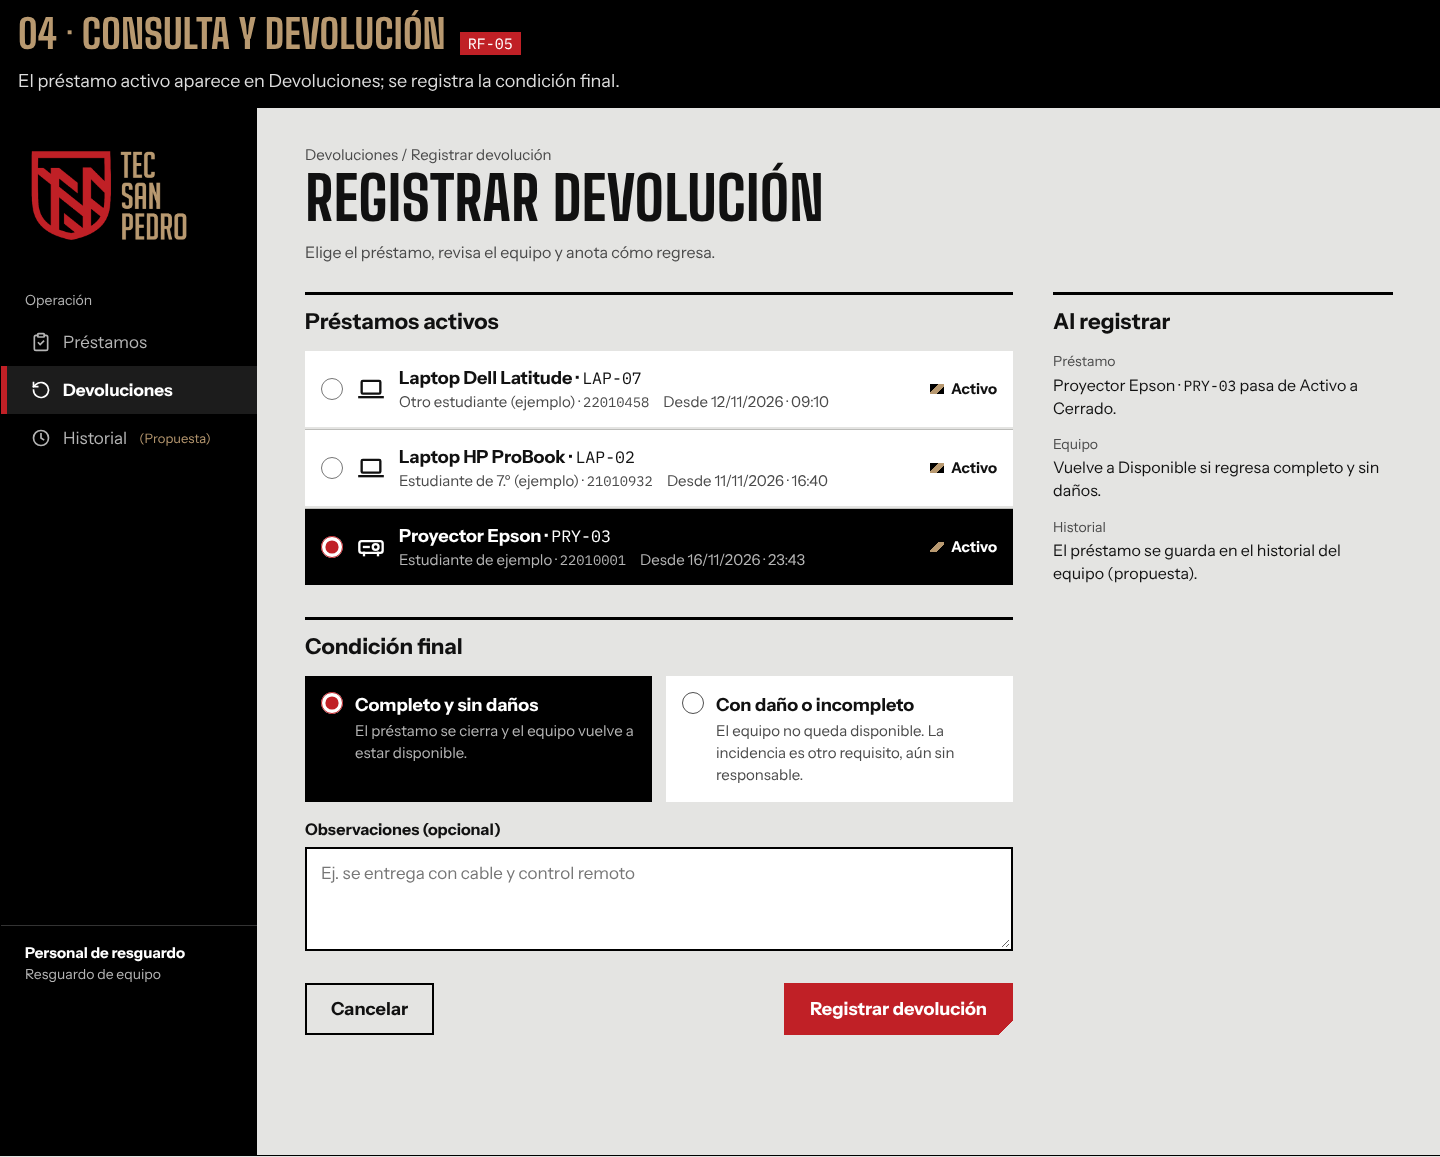 04 · CONSULTA Y DEVOLUCIÓN RF-05
El préstamo activo aparece en Devoluciones; se registra la condición final.
TEC
SAN
PEDRO
Operación
Préstamos
Devoluciones
Historial (Propuesta)
Personal de resguardo
Resguardo de equipo
Devoluciones / Registrar devolución
REGISTRAR DEVOLUCIÓN
Elige el préstamo, revisa el equipo y anota cómo regresa.
Préstamos activos
Laptop Dell Latitude · LAP-07
Otro estudiante (ejemplo) · 22010458 Desde 12/11/2026 · 09:10
Activo
Laptop HP ProBook · LAP-02
Estudiante de 7.º (ejemplo) · 21010932 Desde 11/11/2026 · 16:40
Activo
Proyector Epson · PRY-03
Estudiante de ejemplo · 22010001 Desde 16/11/2026 · 23:43
Activo
Condición final
Completo y sin daños
El préstamo se cierra y el equipo vuelve a
estar disponible.
Con daño o incompleto
El equipo no queda disponible. La
incidencia es otro requisito, aún sin
responsable.
Observaciones (opcional)
Ej. se entrega con cable y control remoto
Cancelar
Registrar devolución
Al registrar
Préstamo
Proyector Epson · PRY-03 pasa de Activo a
Cerrado.
Equipo
Vuelve a Disponible si regresa completo y sin
daños.
Historial
El préstamo se guarda en el historial del
equipo (propuesta).